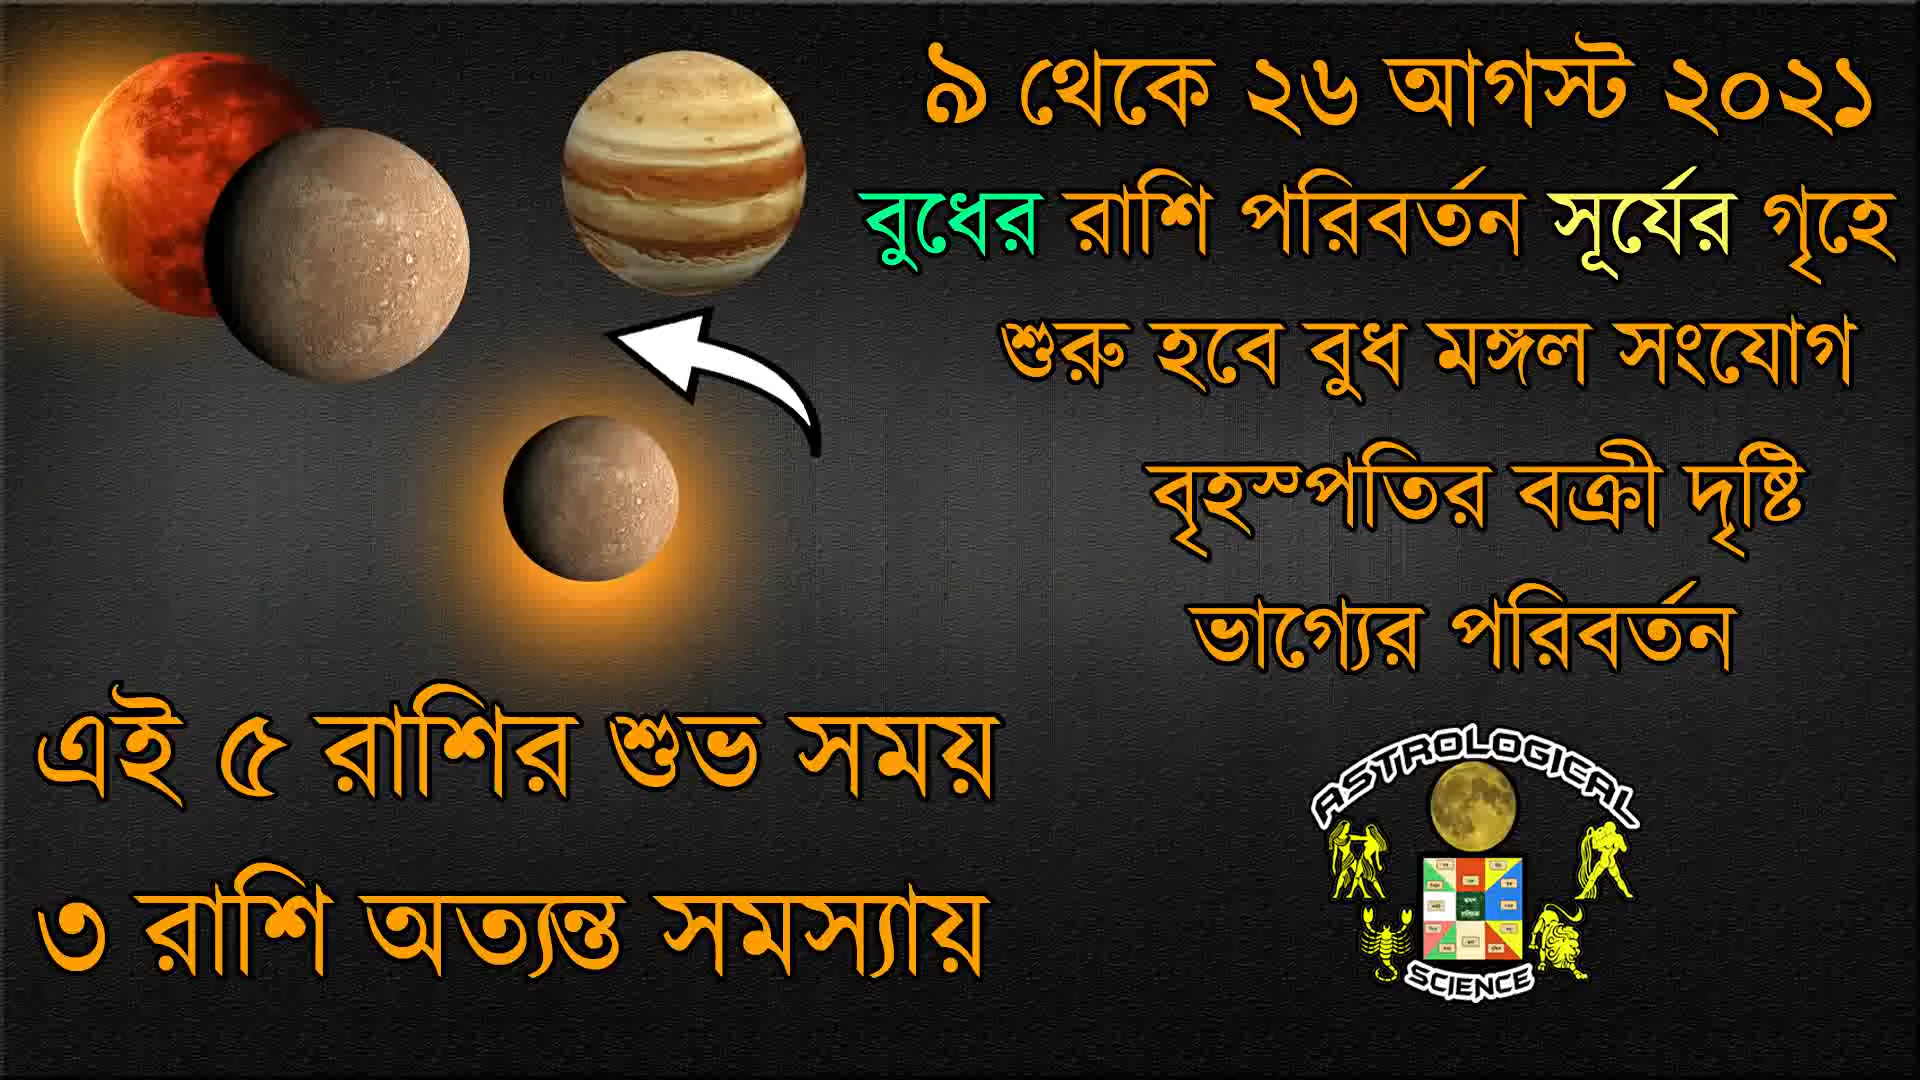 ৯ থেকে ২৬ আগস্ট ২০২১
বুধের রাশি পরিবর্তন সূর্যের গৃহে
শুরু হবে বুধ মঙ্গল সংযোগ
বৃহস্পতির বক্রী দৃষ্টি
ভাগ্যের পরিবর্তন
এই ৫ রাশির শুভ সময়
৩ রাশি অত্যন্ত সমস্যায়
ASTROLOGICAL
SCIENCE